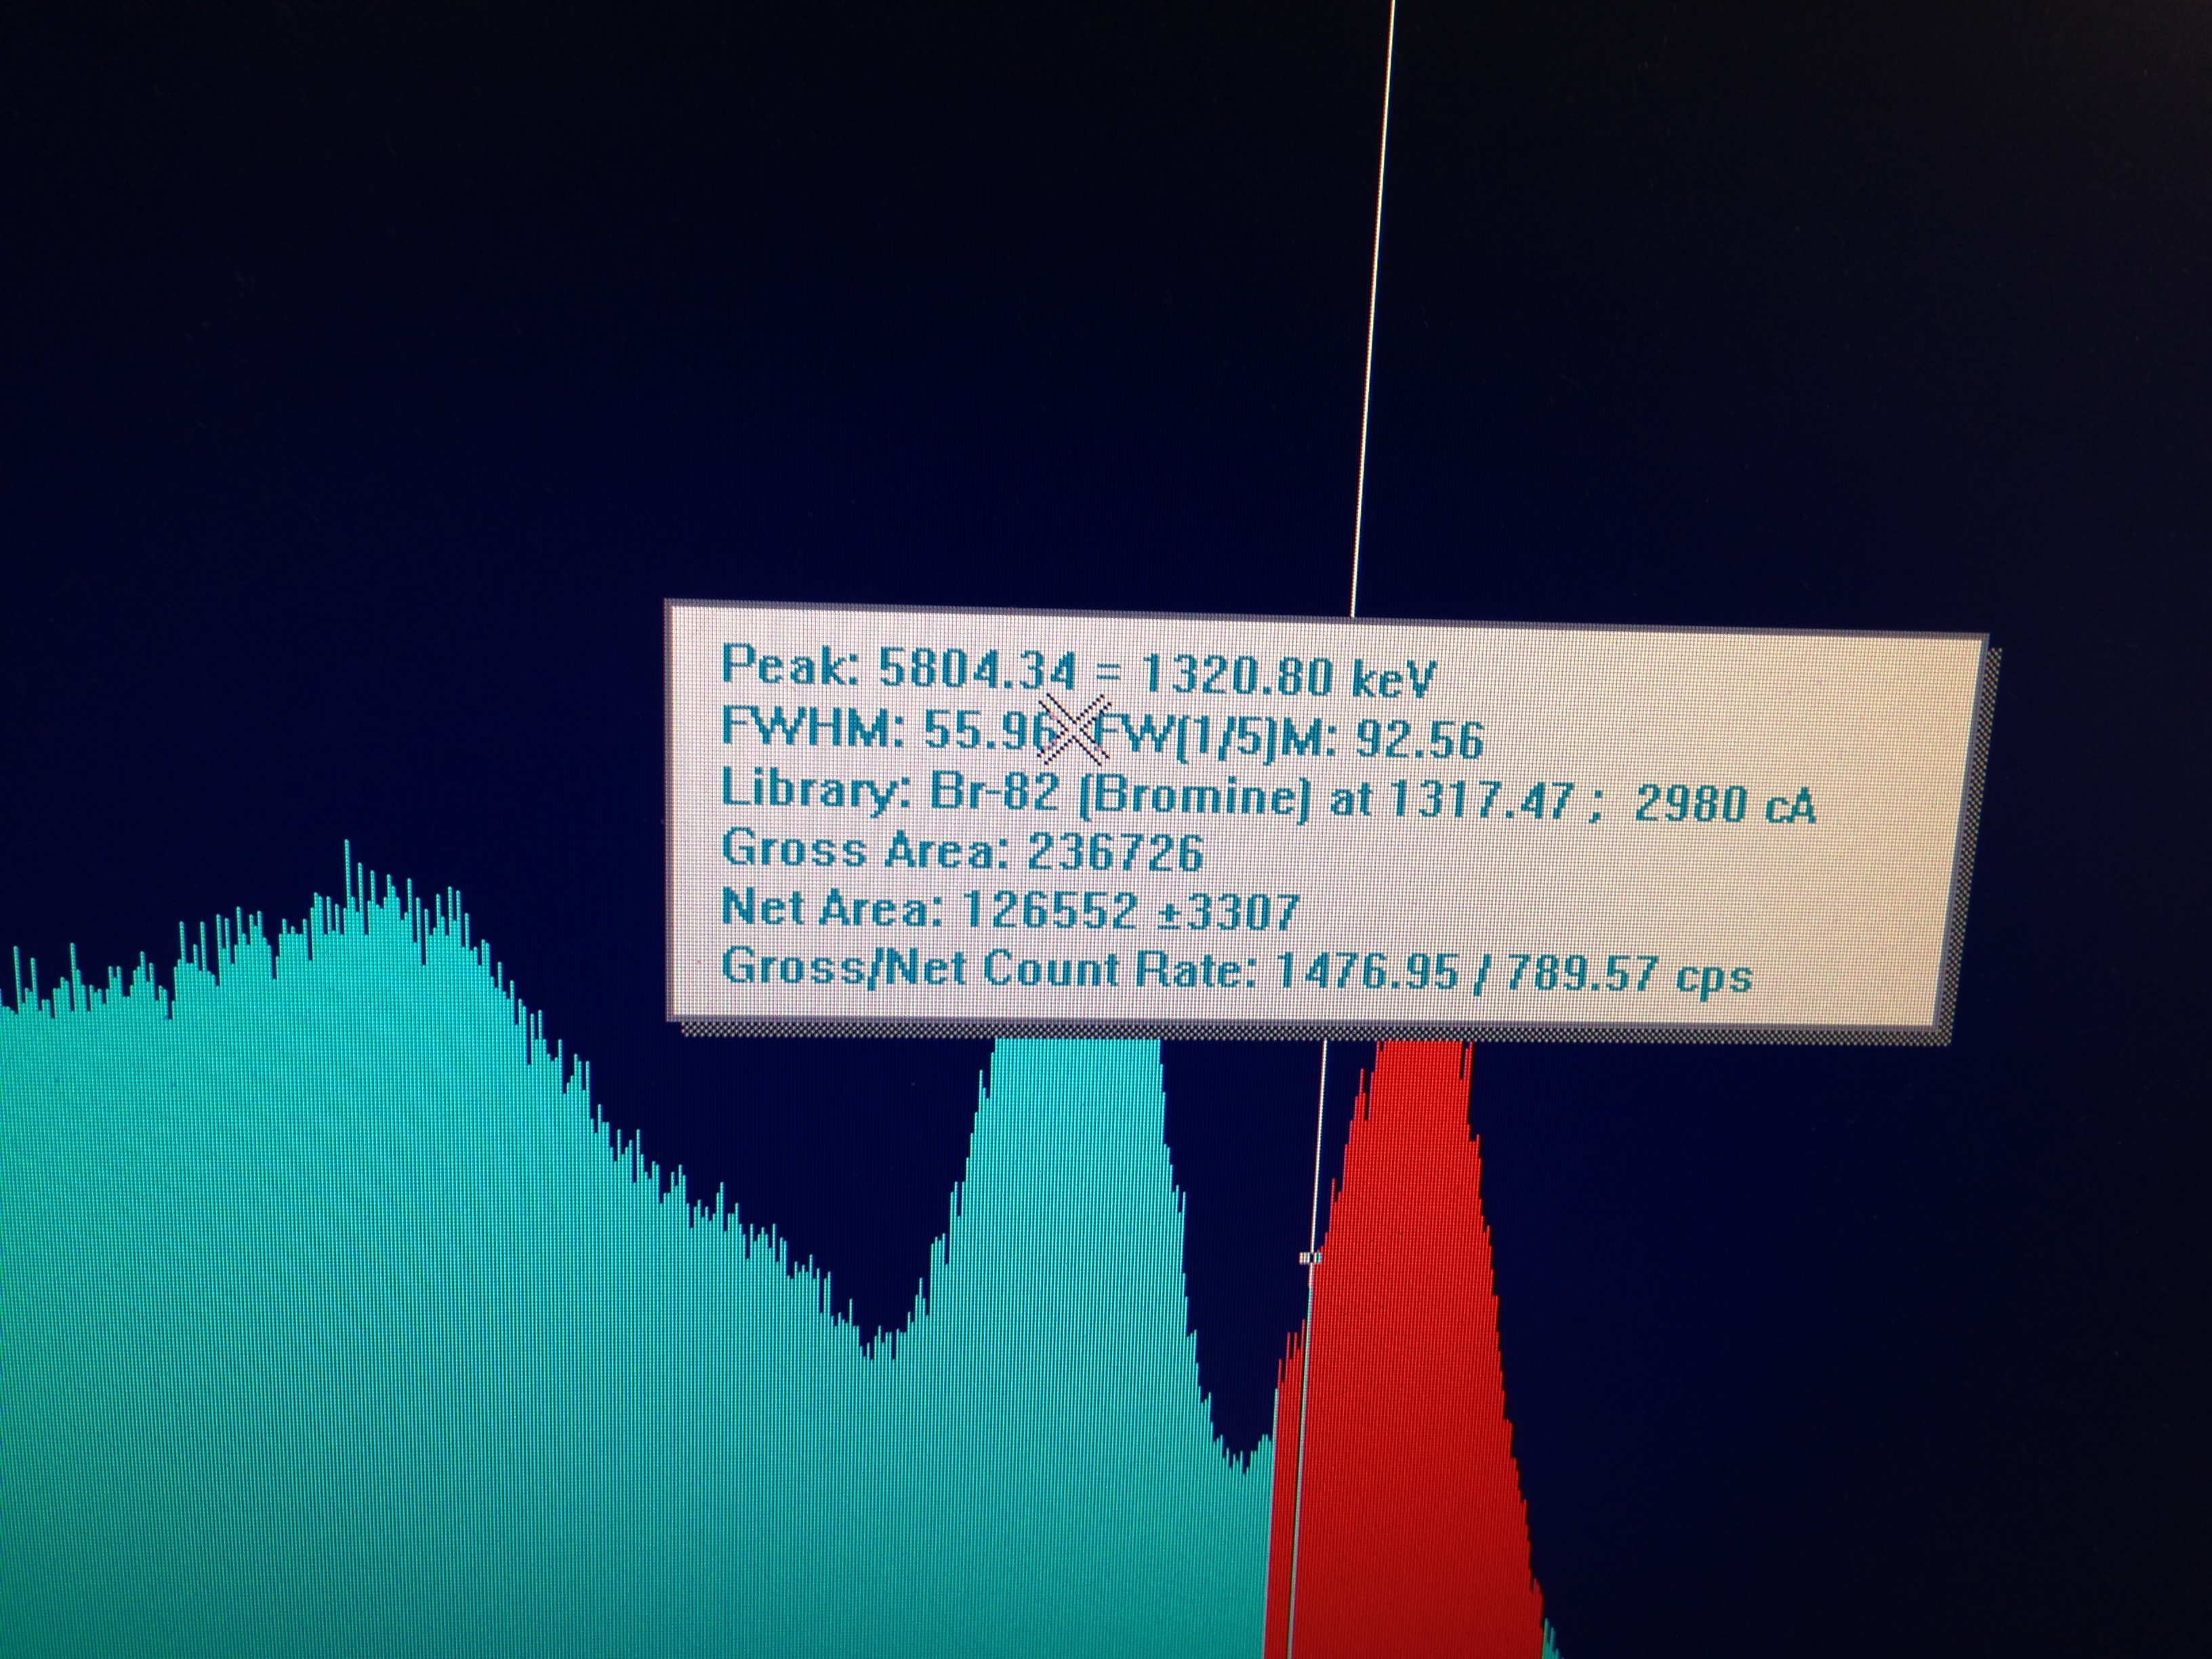 Peak: 5804.34 = 1320.80 keV
FWHM: 55.96 FW(1/5)M: 92.56
Library: Br-82 (Bromine) at 1317.47 ; 2980 cA
Gross Area: 236726
Net Area: 126552 ±3307
Gross/Net Count Rate: 1476.95 / 789.57 cps